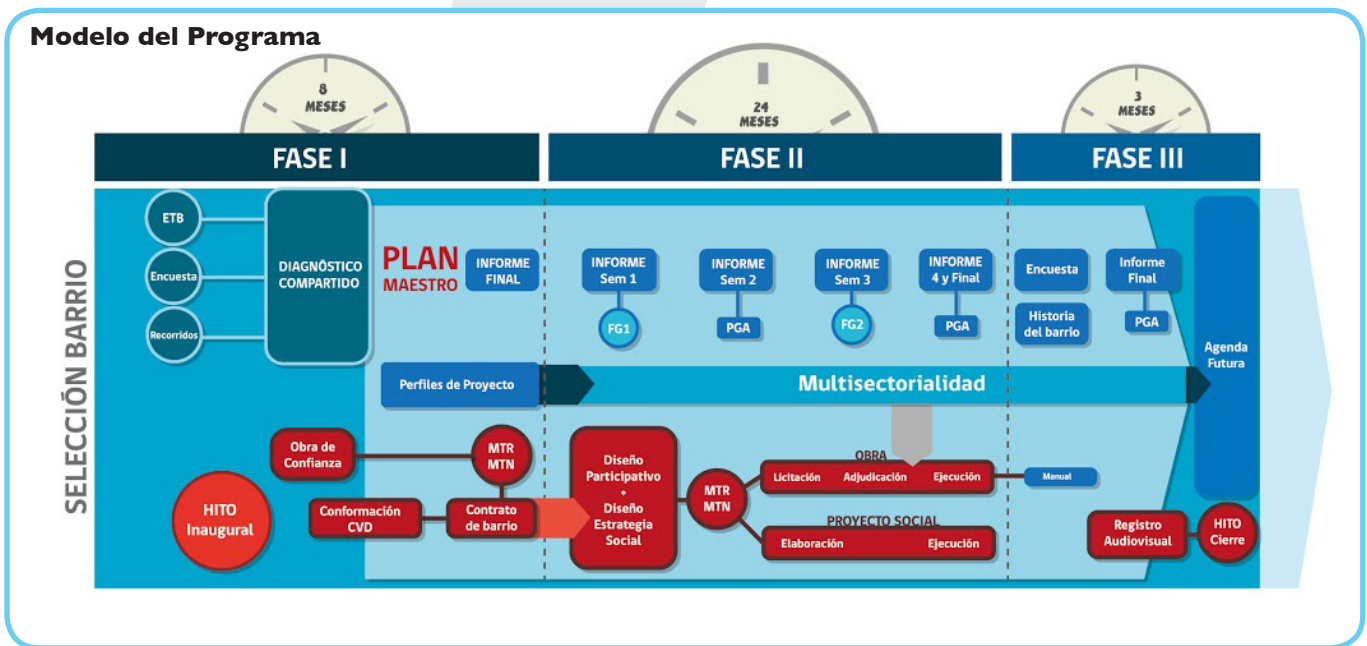 Modelo del Programa
8
MESES
24
MESES
3
MESES
FASE I
FASE II
FASE III
SELECCIÓN BARRIO
ETB
Encuesta
Recorridos
DIAGNÓSTICO
COMPARTIDO
PLAN
MAESTRO
INFORME
FINAL
INFORME
Sem 1
FG1
INFORME
Sem 2
PGA
INFORME
Sem 3
FG2
INFORME
4 y Final
PGA
Encuesta
Historia
del barrio
Informe
Final
PGA
Agenda
Futura
Perfiles de Proyecto
Multisectorialidad
Obra de
Confianza
MTR
MTN
HITO
Inaugural
Conformación
CVD
Contrato
de barrio
Diseño
Participativo
+
Diseño
Estrategia
Social
MTR
MTN
OBRA
Licitación
Adjudicación
Ejecución
Manual
PROYECTO SOCIAL
Elaboración
Ejecución
Registro
Audiovisual
HITO
Cierre